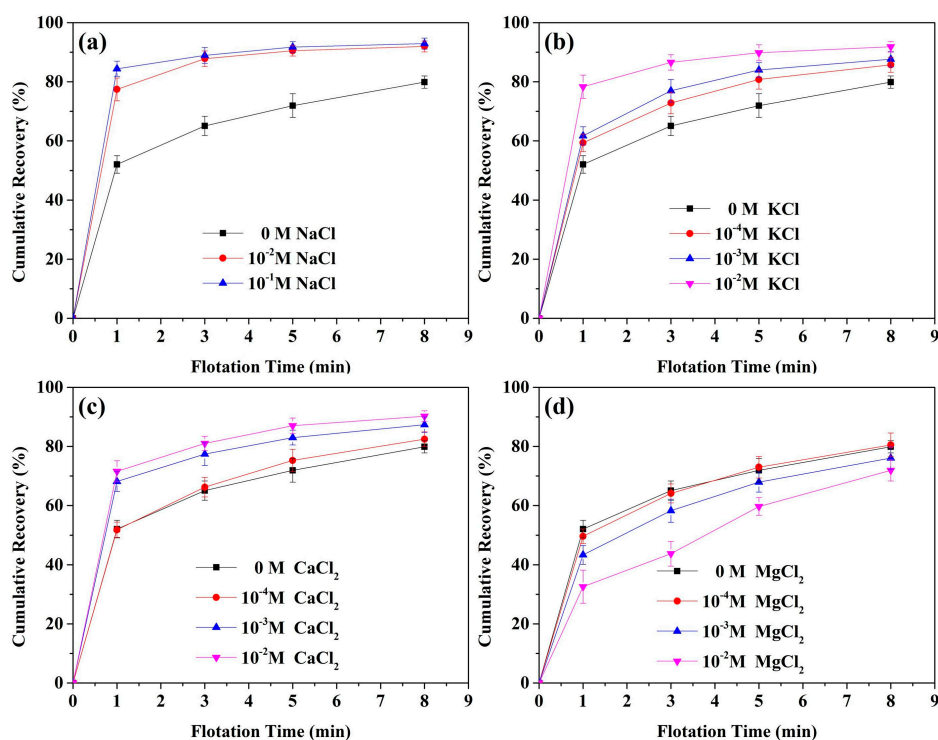 (a)
Cumulative Recovery (%)
100
80
60
40
20
0
0 M NaCl
10⁻² M NaCl
10⁻¹ M NaCl
0 1 2 3 4 5 6 7 8 9
Flotation Time (min)
(b)
Cumulative Recovery (%)
100
80
60
40
20
0
0 M KCl
10⁻⁴M KCl
10⁻³M KCl
10⁻²M KCl
0 1 2 3 4 5 6 7 8 9
Flotation Time (min)
(c)
Cumulative Recovery (%)
100
80
60
40
20
0
0 M CaCl₂
10⁻⁴M CaCl₂
10⁻³M CaCl₂
10⁻²M CaCl₂
0 1 2 3 4 5 6 7 8 9
Flotation Time (min)
(d)
Cumulative Recovery (%)
100
80
60
40
20
0
0 M MgCl₂
10⁻⁴M MgCl₂
10⁻³M MgCl₂
10⁻²M MgCl₂
0 1 2 3 4 5 6 7 8 9
Flotation Time (min)